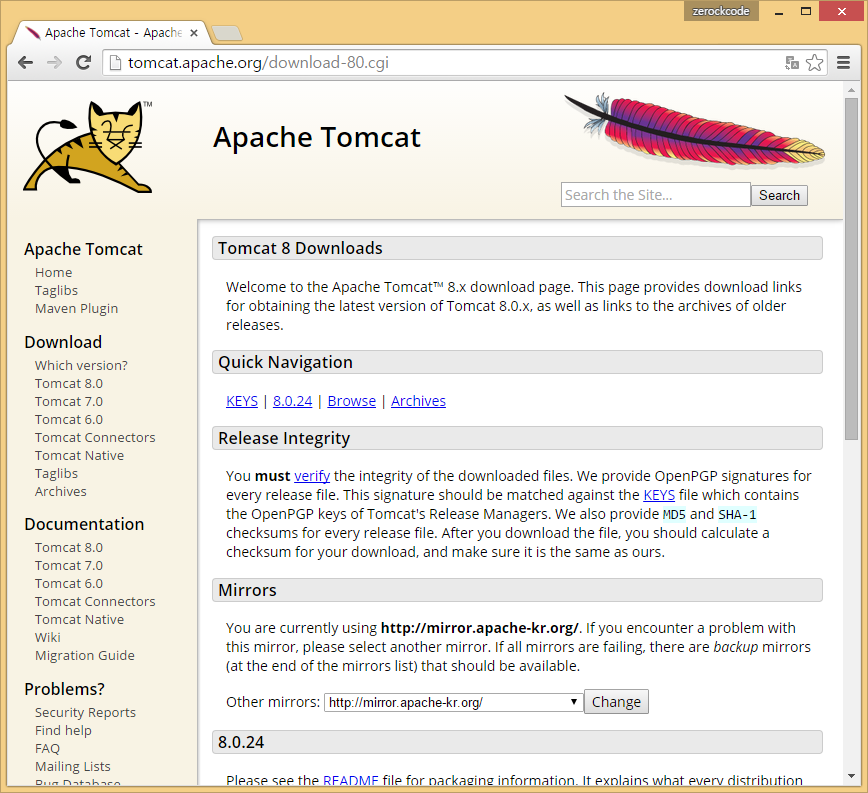 zerockcode
Apache Tomcat - Apache
tomcat.apache.org/download-80.cgi
TM
Apache Tomcat
Search the Site...
Search
Apache Tomcat
Home
Taglibs
Maven Plugin
Download
Which version?
Tomcat 8.0
Tomcat 7.0
Tomcat 6.0
Tomcat Connectors
Tomcat Native
Taglibs
Archives
Documentation
Tomcat 8.0
Tomcat 7.0
Tomcat 6.0
Tomcat Connectors
Tomcat Native
Wiki
Migration Guide
Problems?
Security Reports
Find help
FAQ
Mailing Lists
Bug Database
Tomcat 8 Downloads
Welcome to the Apache Tomcat™ 8.x download page. This page provides download links
for obtaining the latest version of Tomcat 8.0.x, as well as links to the archives of older
releases.
Quick Navigation
KEYS | 8.0.24 | Browse | Archives
Release Integrity
You must verify the integrity of the downloaded files. We provide OpenPGP signatures for
every release file. This signature should be matched against the KEYS file which contains
the OpenPGP keys of Tomcat's Release Managers. We also provide MD5 and SHA-1
checksums for every release file. After you download the file, you should calculate a
checksum for your download, and make sure it is the same as ours.
Mirrors
You are currently using http://mirror.apache-kr.org/. If you encounter a problem with
this mirror, please select another mirror. If all mirrors are failing, there are backup mirrors
(at the end of the mirrors list) that should be available.
Other mirrors: http://mirror.apache-kr.org/ Change
8.0.24
Please see the README file for packaging information. It explains what every distribution